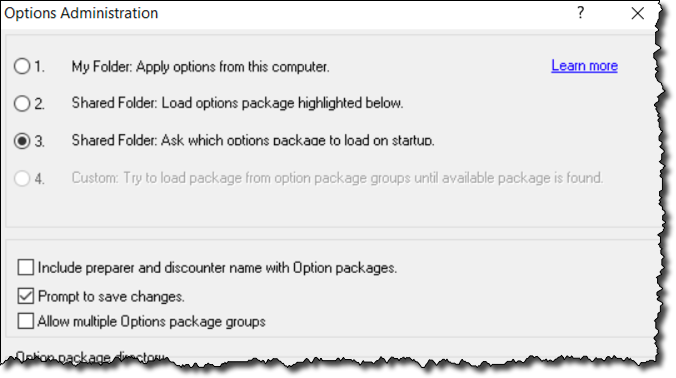 Options Administration ? ×
1. My Folder: Apply options from this computer. Learn more
2. Shared Folder: Load options package highlighted below.
3. Shared Folder: Ask which options package to load on startup.
4. Custom: Try to load package from option package groups until available package is found.
Include preparer and discounter name with Option packages.
Prompt to save changes.
Allow multiple Options package groups
Option package directory